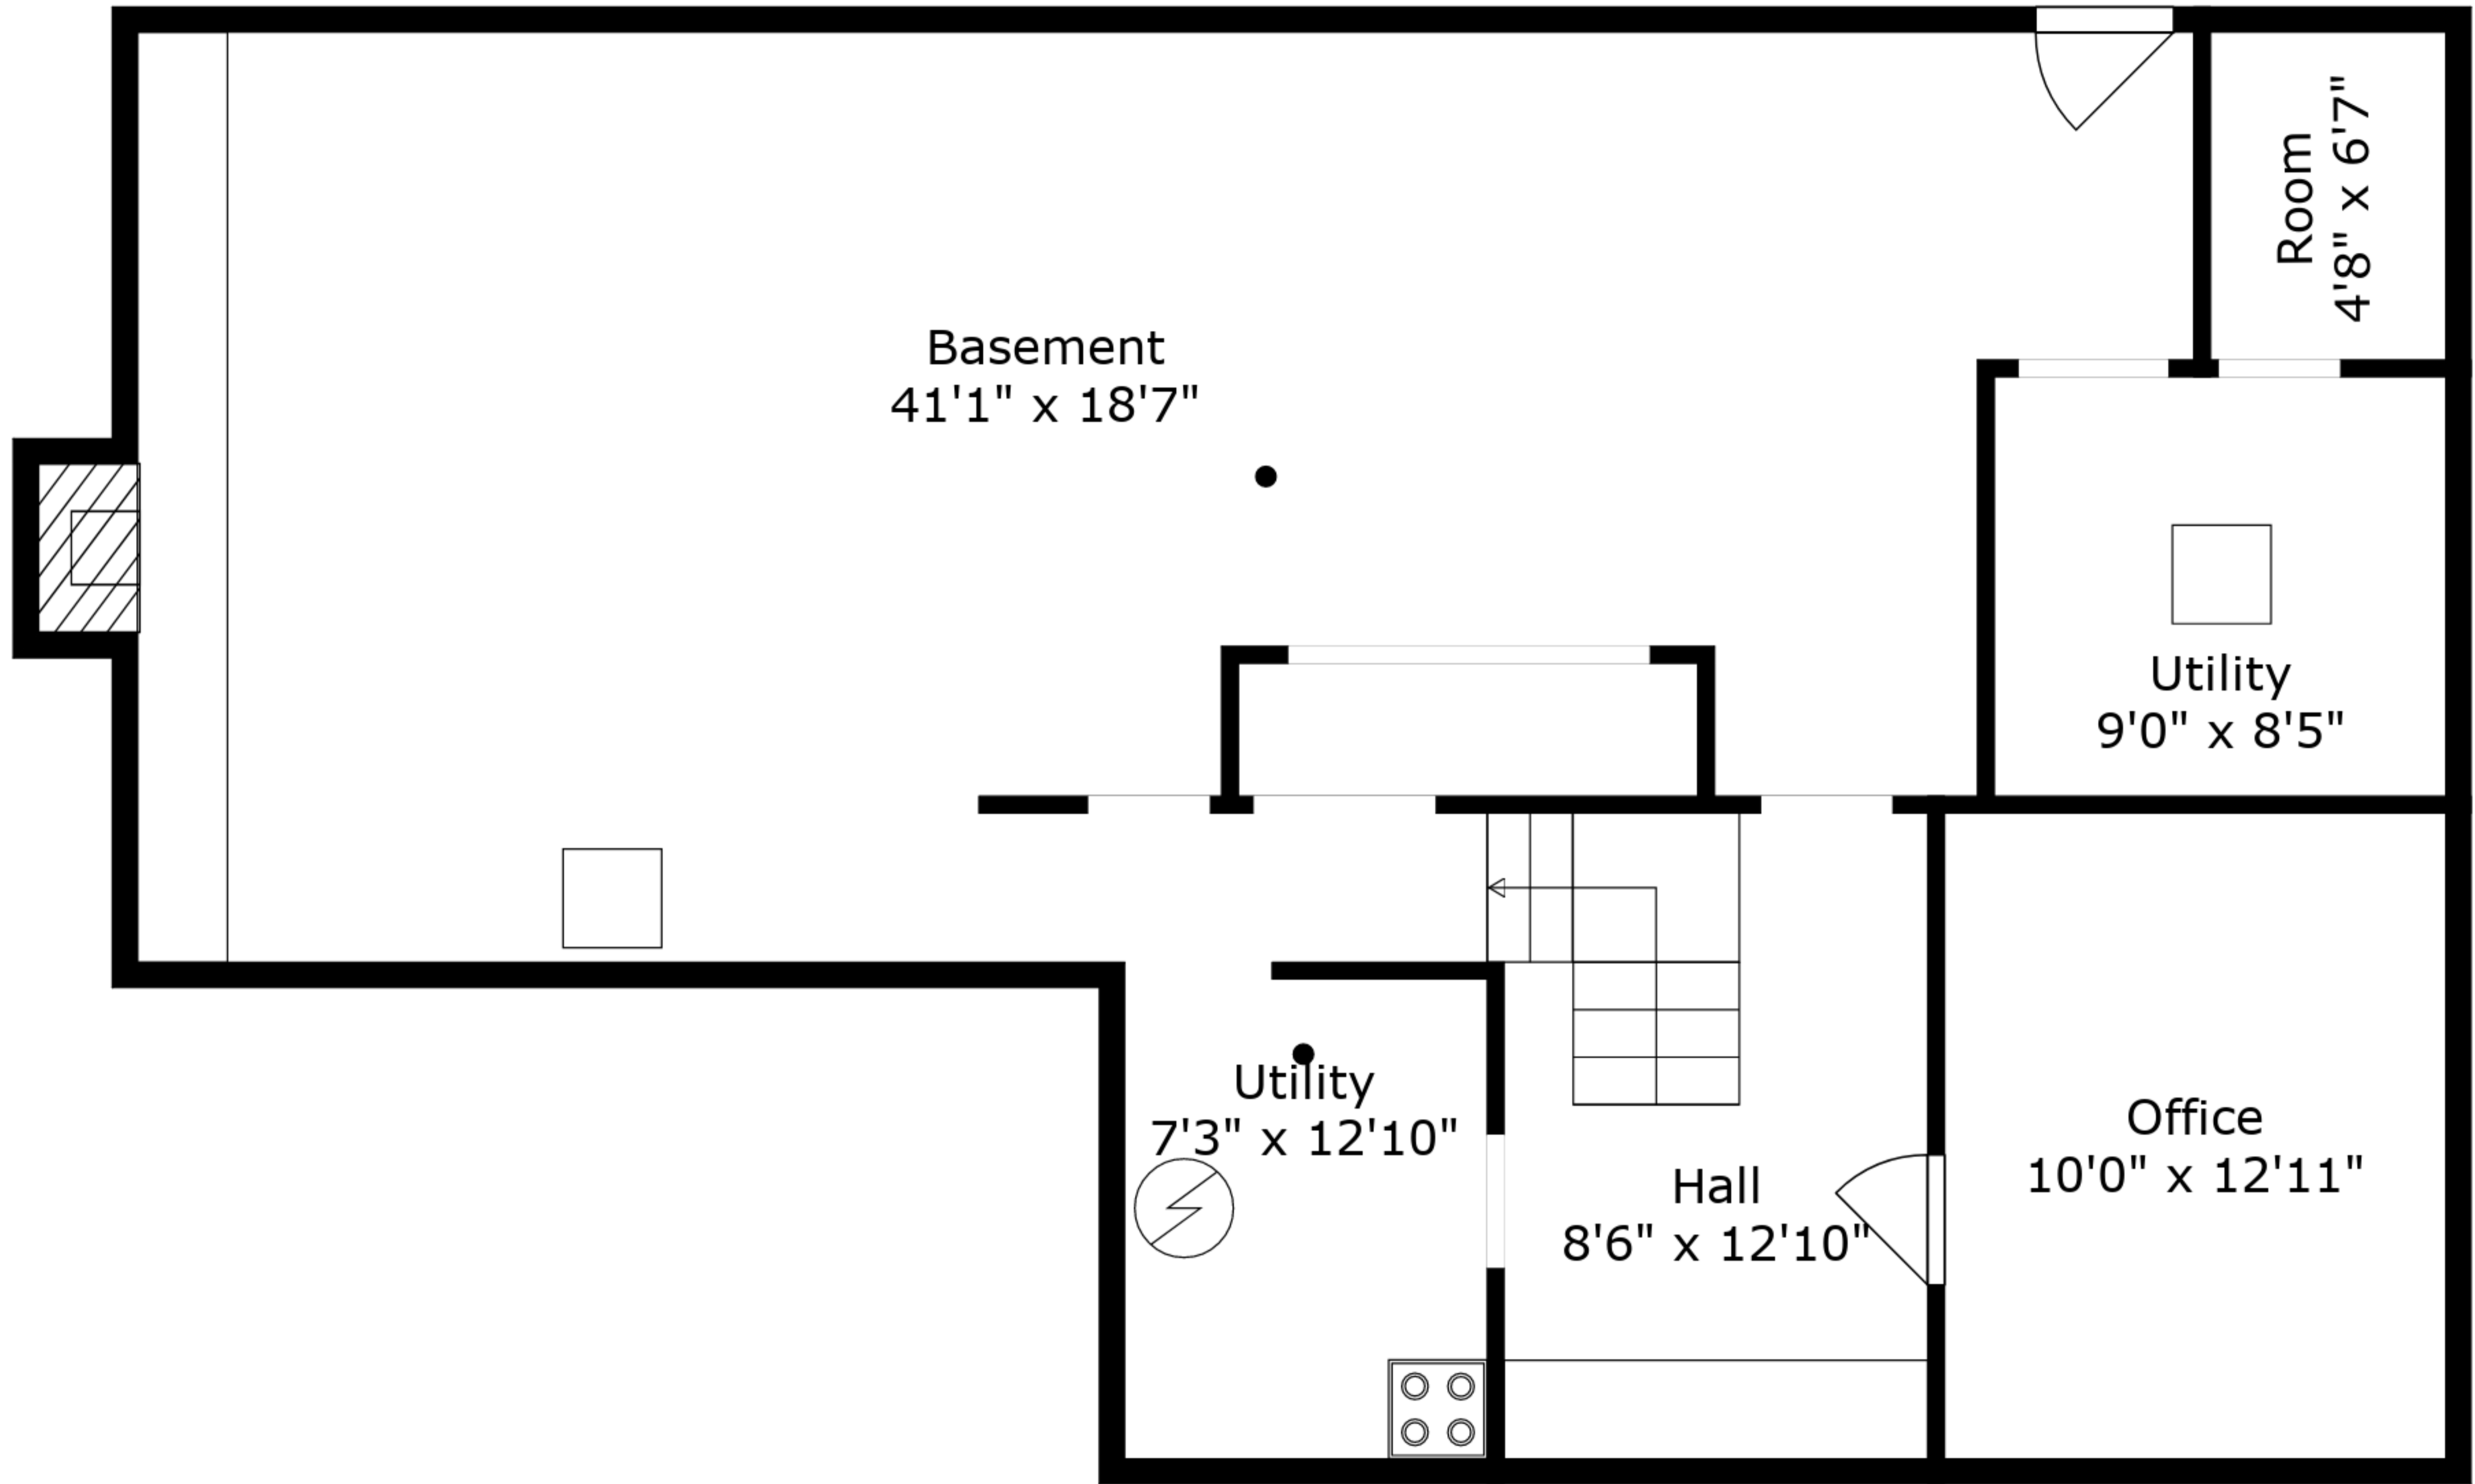 Room
4'8" x 6'7"
Basement
41'1" x 18'7"
Utility
9'0" x 8'5"
Utility
7'3" x 12'10"
Office
10'0" x 12'11"
Hall
8'6" x 12'10"